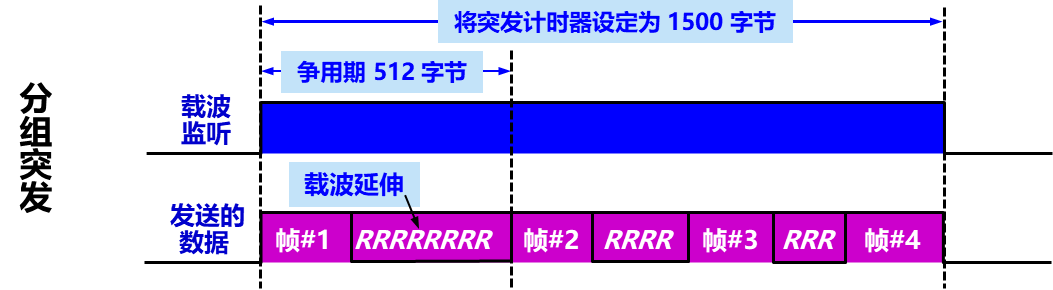 将突发计时器设定为 1500 字节
争用期 512 字节
分组突发
载波
监听
载波延伸
发送的
数据
帧#1 RRRRRRRR 帧#2 RRRR 帧#3 RRR 帧#4